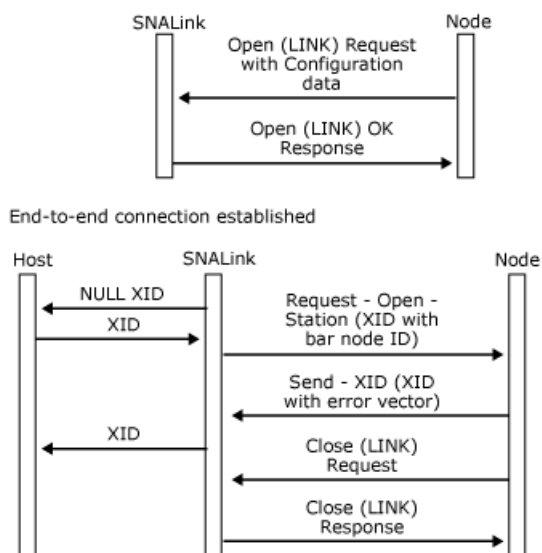 SNALink
Node
Open (LINK) Request
with Configuration
data
Open (LINK) OK
Response
End-to-end connection established
Host
SNALink
Node
NULL XID
XID
Request - Open -
Station (XID with
bar node ID)
Send - XID (XID
with error vector)
XID
Close (LINK)
Request
Close (LINK)
Response